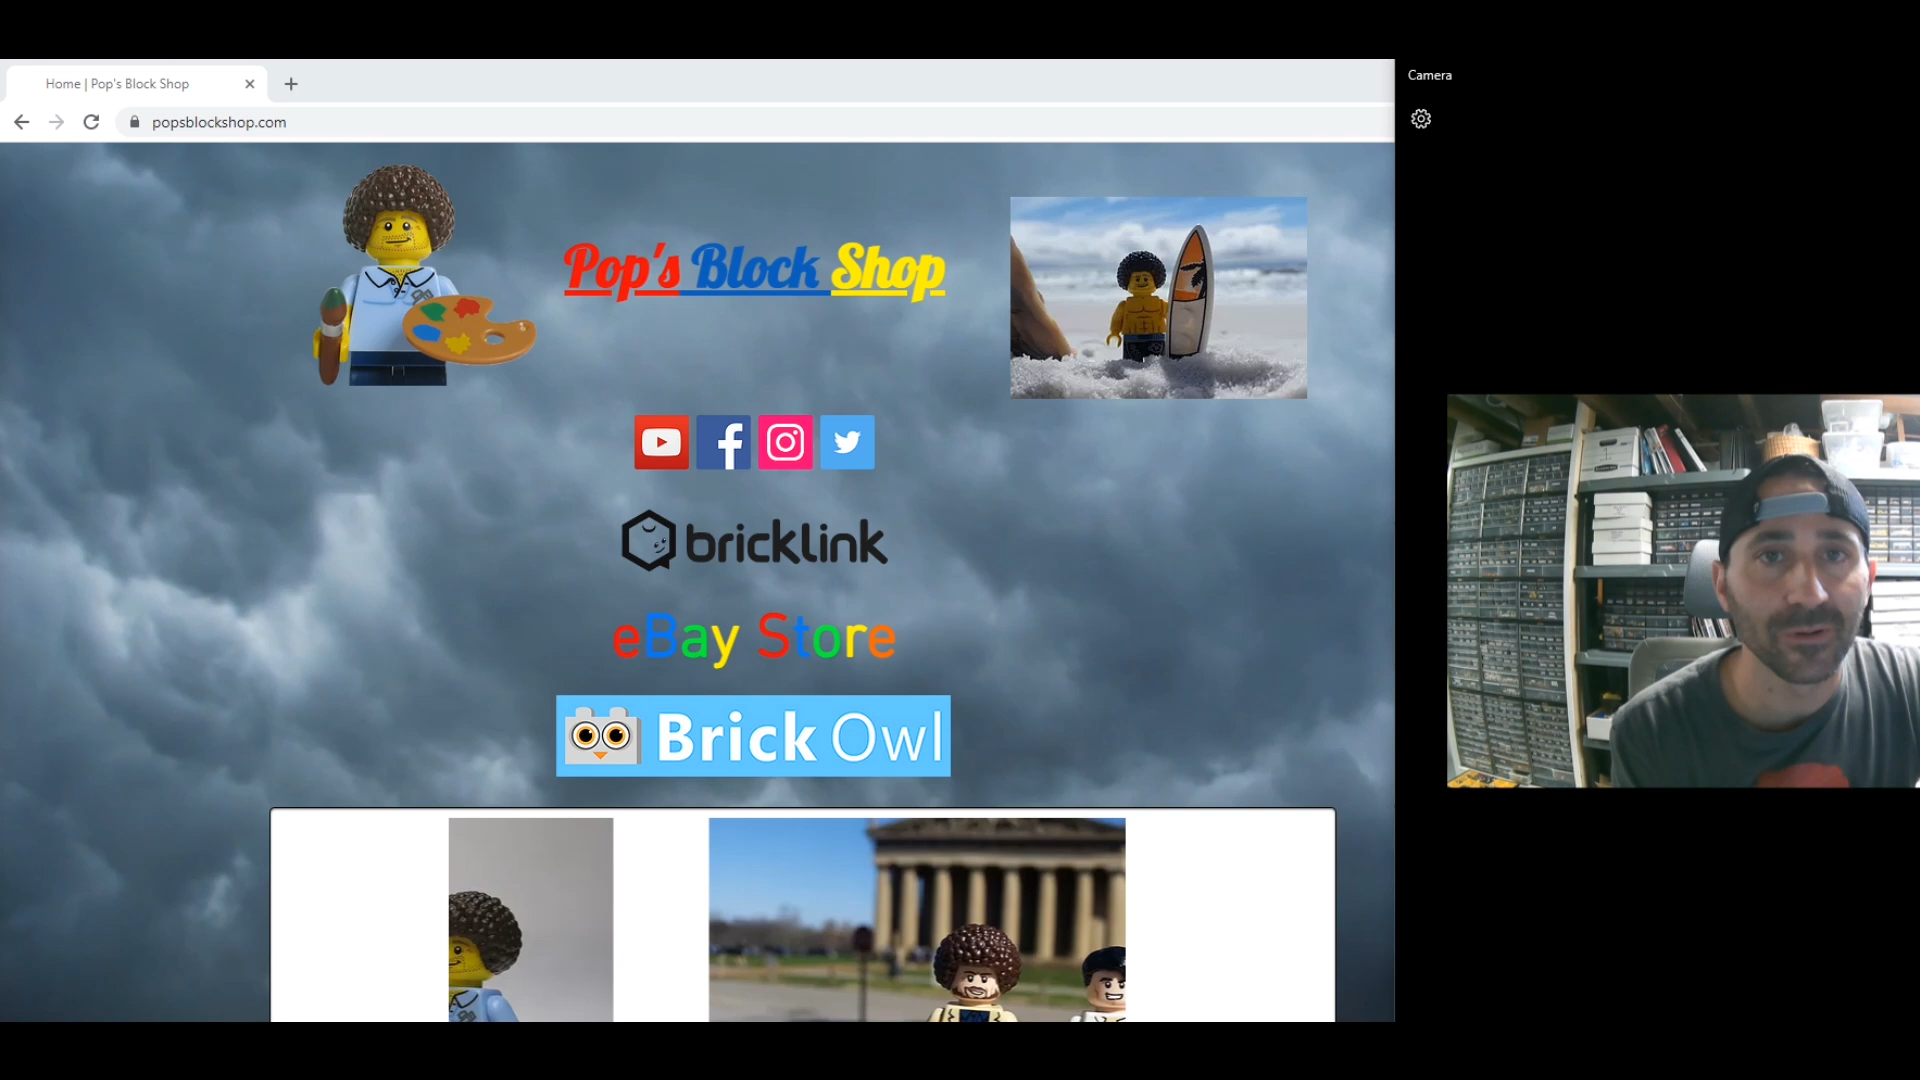 Home | Pop's Block Shop
popsblockshop.com
Camera
Pop's Block Shop
bricklink
eBay Store
Brick Owl